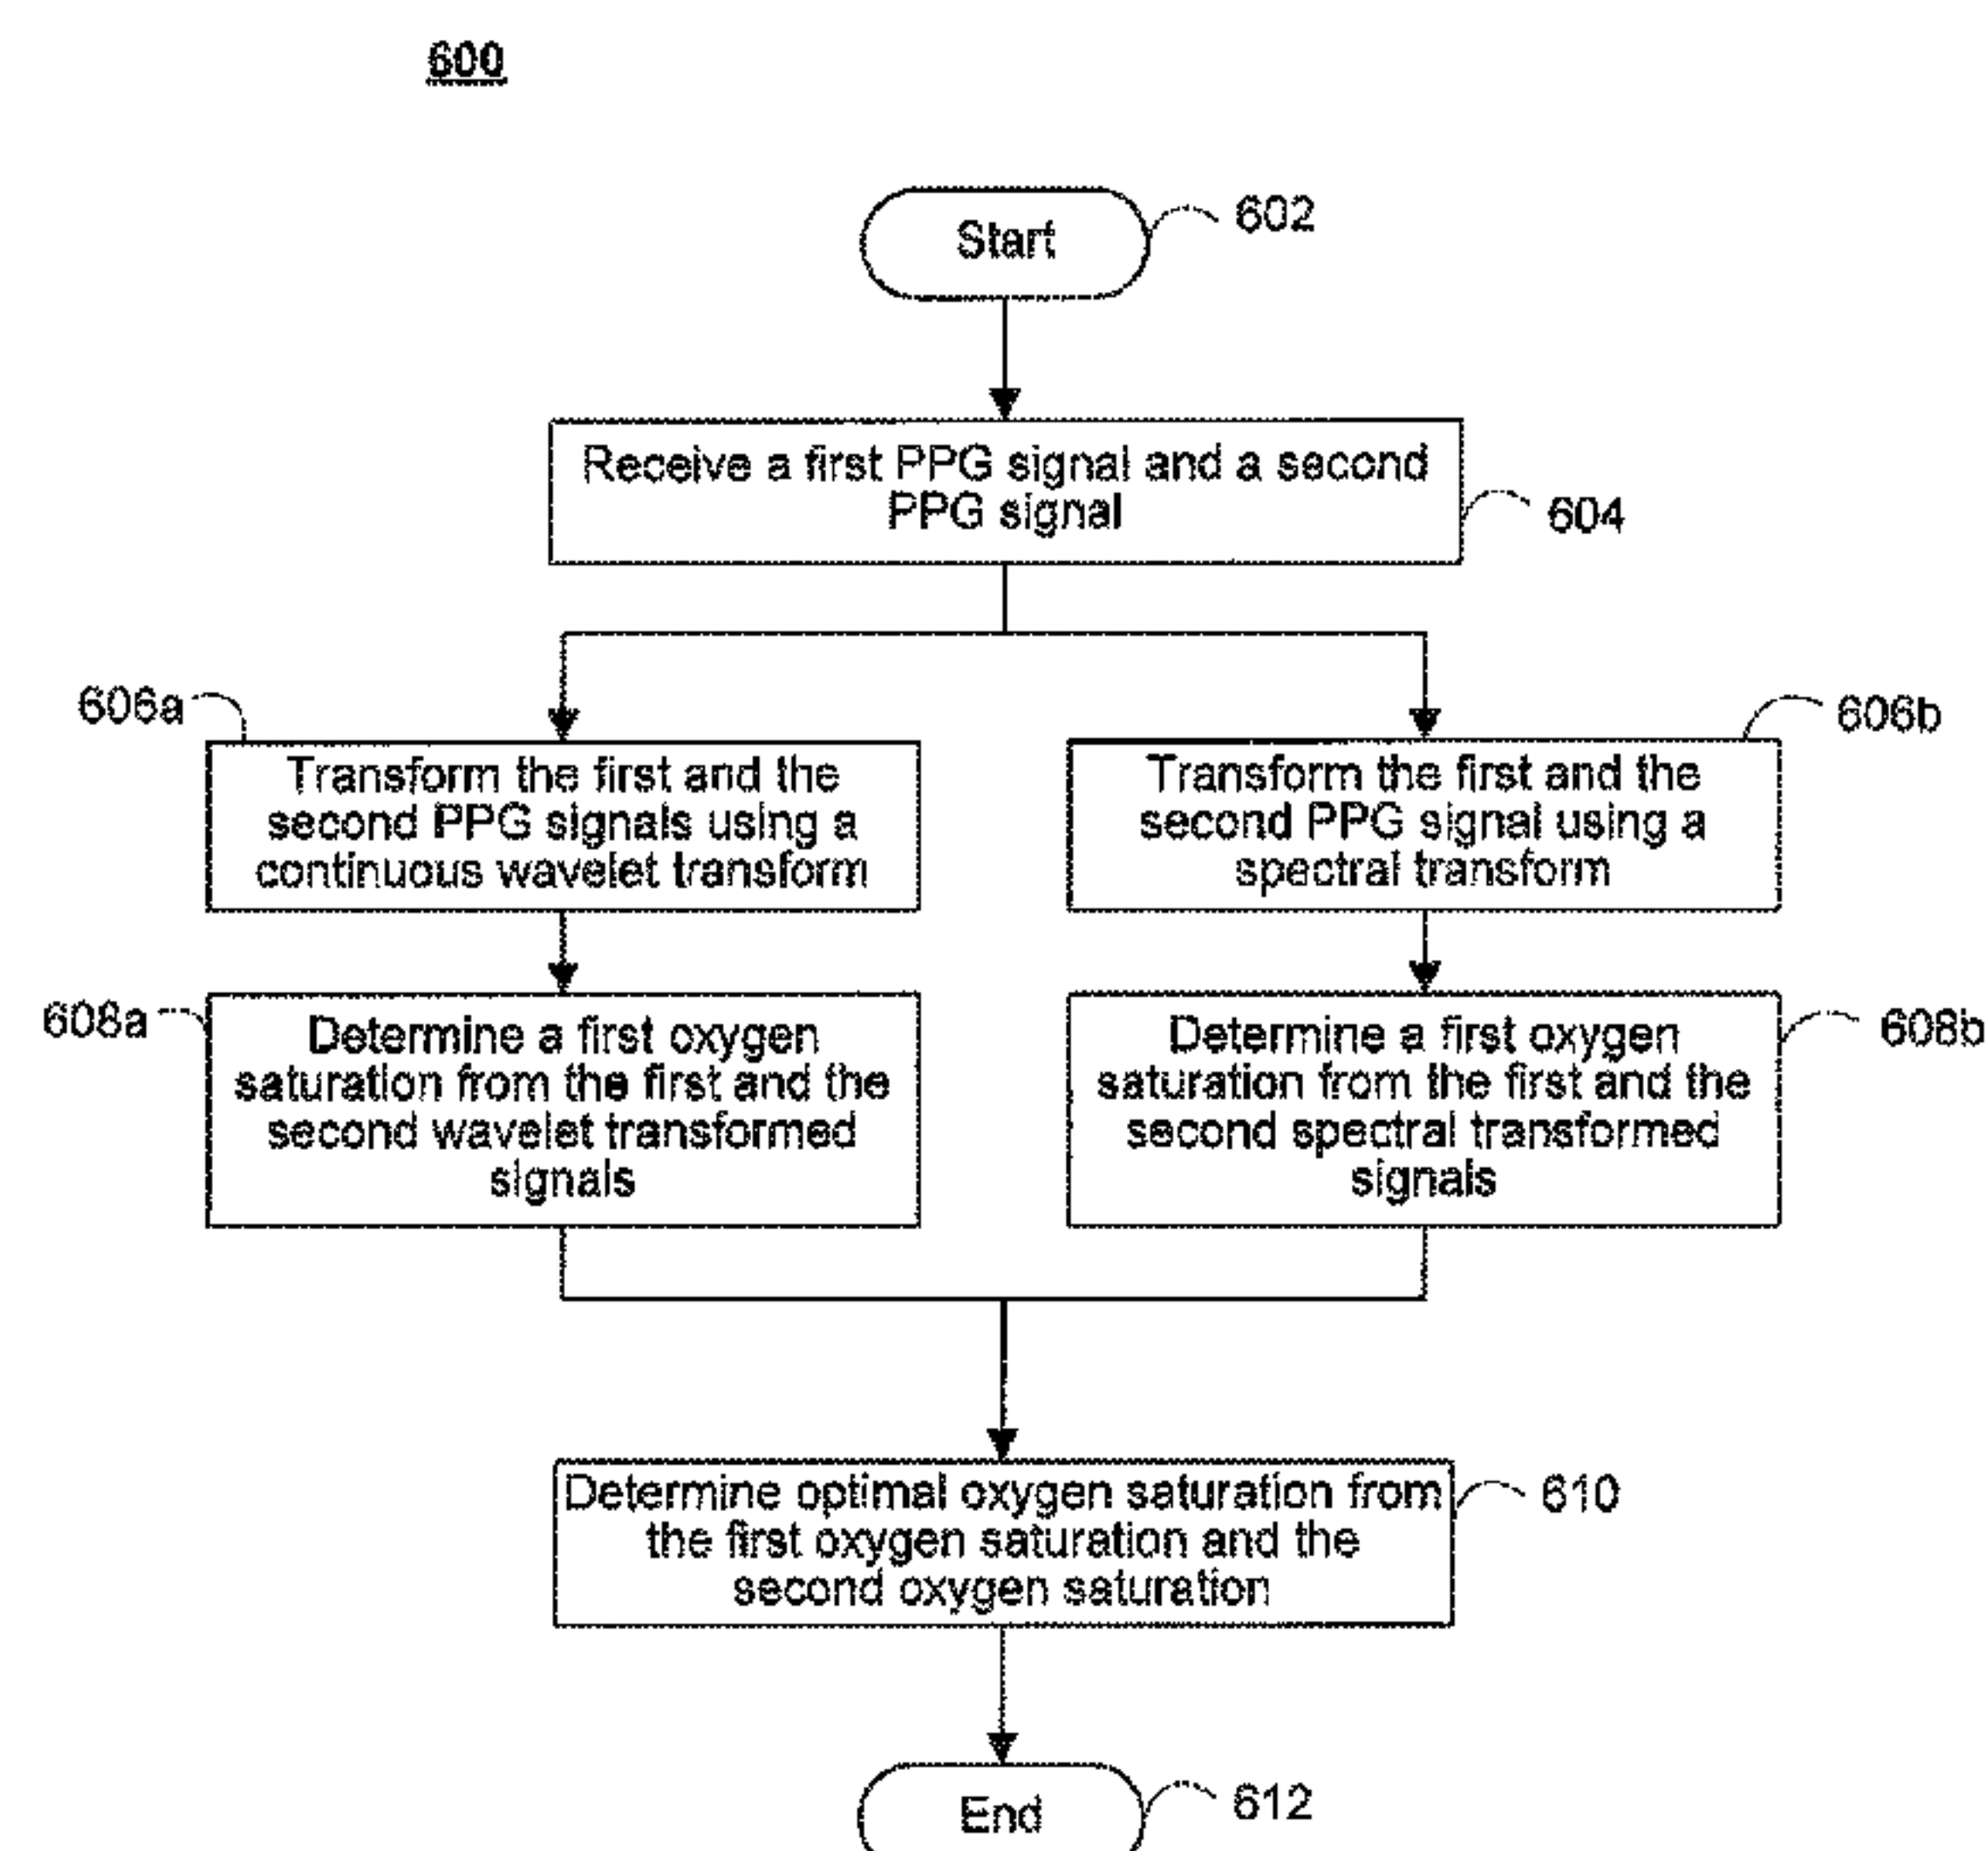 600
Start
602
Receive a first PPG signal and a second
PPG signal
604
606a
Transform the first and the
second PPG signals using a
continuous wavelet transform
606b
Transform the first and the
second PPG signal using a
spectral transform
608a
Determine a first oxygen
saturation from the first and the
second wavelet transformed
signals
608b
Determine a first oxygen
saturation from the first and the
second spectral transformed
signals
Determine optimal oxygen saturation from
the first oxygen saturation and the
second oxygen saturation
610
End
612